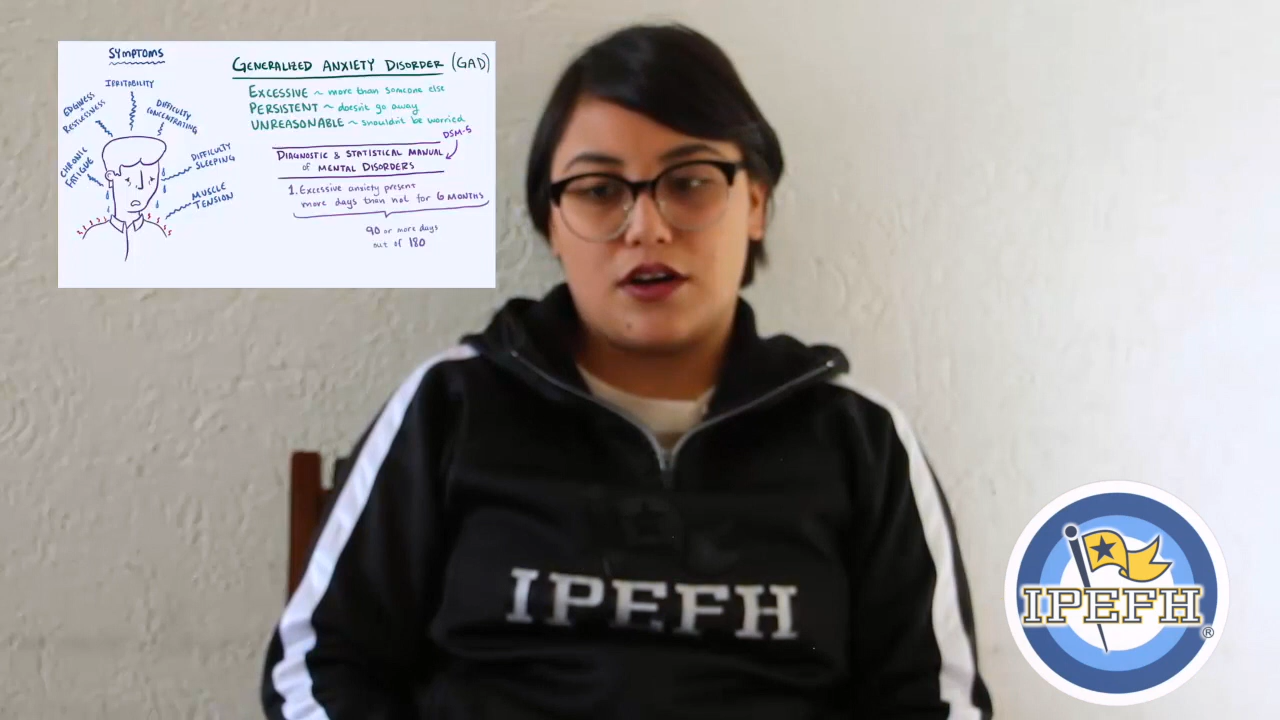 SYMPTOMS
IRRITABILITY
EDGINESS
RESTLESSNESS
DIFFICULTY
CONCENTRATING
CHRONIC
FATIGUE
DIFFICULTY
SLEEPING
MUSCLE
TENSION
GENERALIZED ANXIETY DISORDER (GAD)
EXCESSIVE ~ more than someone else
PERSISTENT ~ doesn't go away
UNREASONABLE ~ shouldn't be worried
DSM-5
DIAGNOSTIC & STATISTICAL MANUAL
OF MENTAL DISORDERS
1. Excessive anxiety present
more days than not for 6 MONTHS
90 or more days
out of 180
IPEFH
IPEFH®